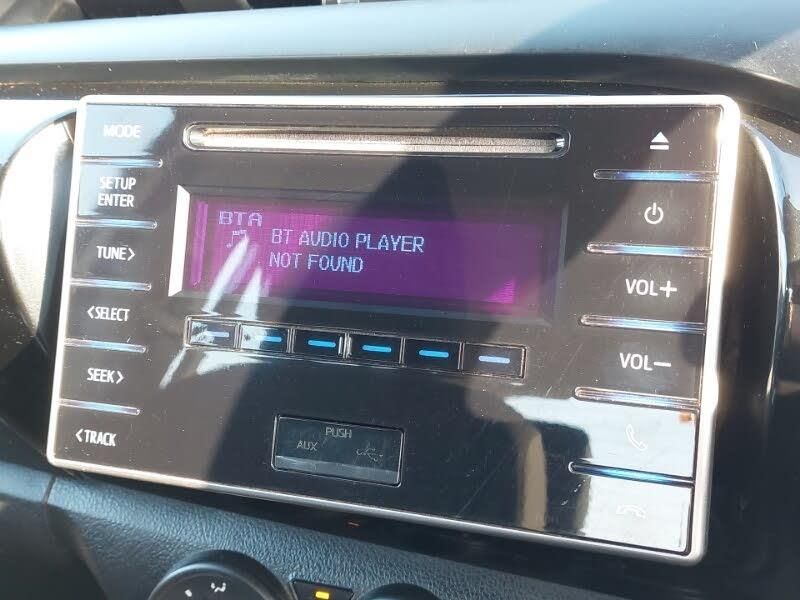 MODE
SETUP
ENTER
TUNE>
<SELECT
SEEK>
<TRACK
BTA
BT AUDIO PLAYER
NOT FOUND
PUSH
AUX
VOL+
VOL-